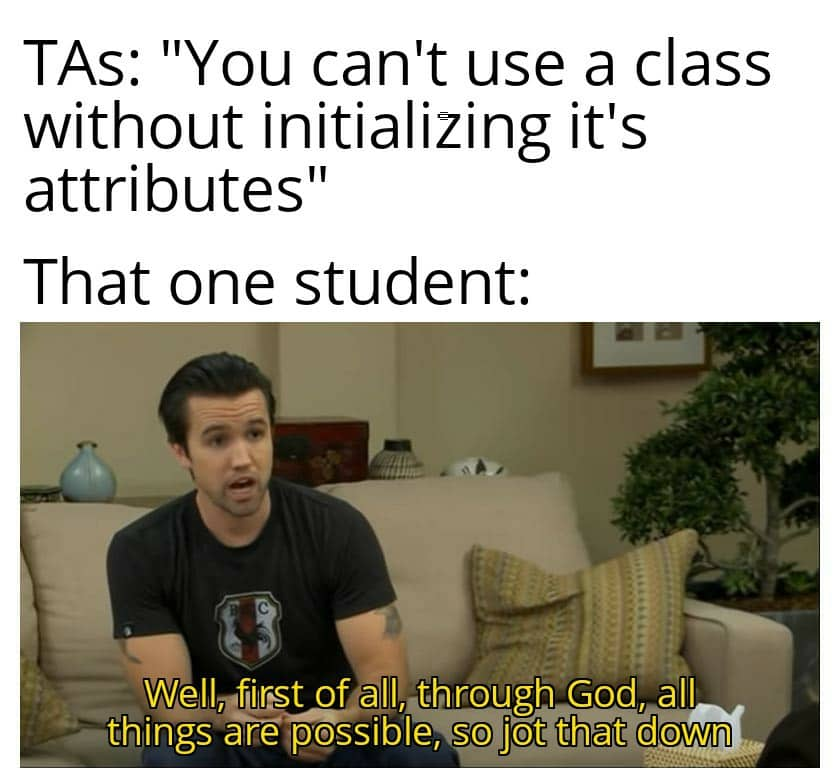 TAs: "You can't use a class
without initializing it's
attributes"
That one student:
B C
Well, first of all, through God, all
things are possible, so jot that down